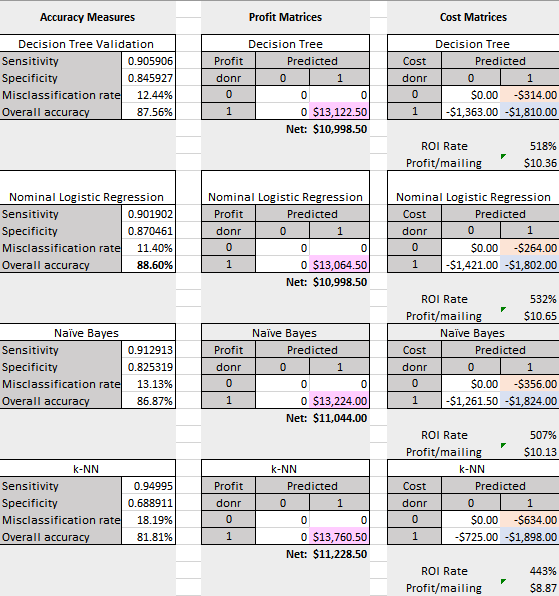 Accuracy Measures Profit Matrices Cost Matrices
Decision Tree Validation Decision Tree Decision Tree
Sensitivity 0.905906 Profit Predicted Cost Predicted
Specificity 0.845927 donr 0 1 donr 0 1
Misclassification rate 12.44% 0 0 0 0 $0.00 -$314.00
Overall accuracy 87.56% 1 0 $13,122.50 1 -$1,363.00 -$1,810.00
Net: $10,998.50
ROI Rate 518%
Profit/mailing $10.36
Nominal Logistic Regression Nominal Logistic Regression Nominal Logistic Regression
Sensitivity 0.901902 Profit Predicted Cost Predicted
Specificity 0.870461 donr 0 1 donr 0 1
Misclassification rate 11.40% 0 0 0 0 $0.00 -$264.00
Overall accuracy 88.60% 1 0 $13,064.50 1 -$1,421.00 -$1,802.00
Net: $10,998.50
ROI Rate 532%
Profit/mailing $10.65
Naïve Bayes Naïve Bayes Naïve Bayes
Sensitivity 0.912913 Profit Predicted Cost Predicted
Specificity 0.825319 donr 0 1 donr 0 1
Misclassification rate 13.13% 0 0 0 0 $0.00 -$356.00
Overall accuracy 86.87% 1 0 $13,224.00 1 -$1,261.50 -$1,824.00
Net: $11,044.00
ROI Rate 507%
Profit/mailing $10.13
k-NN k-NN k-NN
Sensitivity 0.94995 Profit Predicted Cost Predicted
Specificity 0.688911 donr 0 1 donr 0 1
Misclassification rate 18.19% 0 0 0 0 $0.00 -$634.00
Overall accuracy 81.81% 1 0 $13,760.50 1 -$725.00 -$1,898.00
Net: $11,228.50
ROI Rate 443%
Profit/mailing $8.87